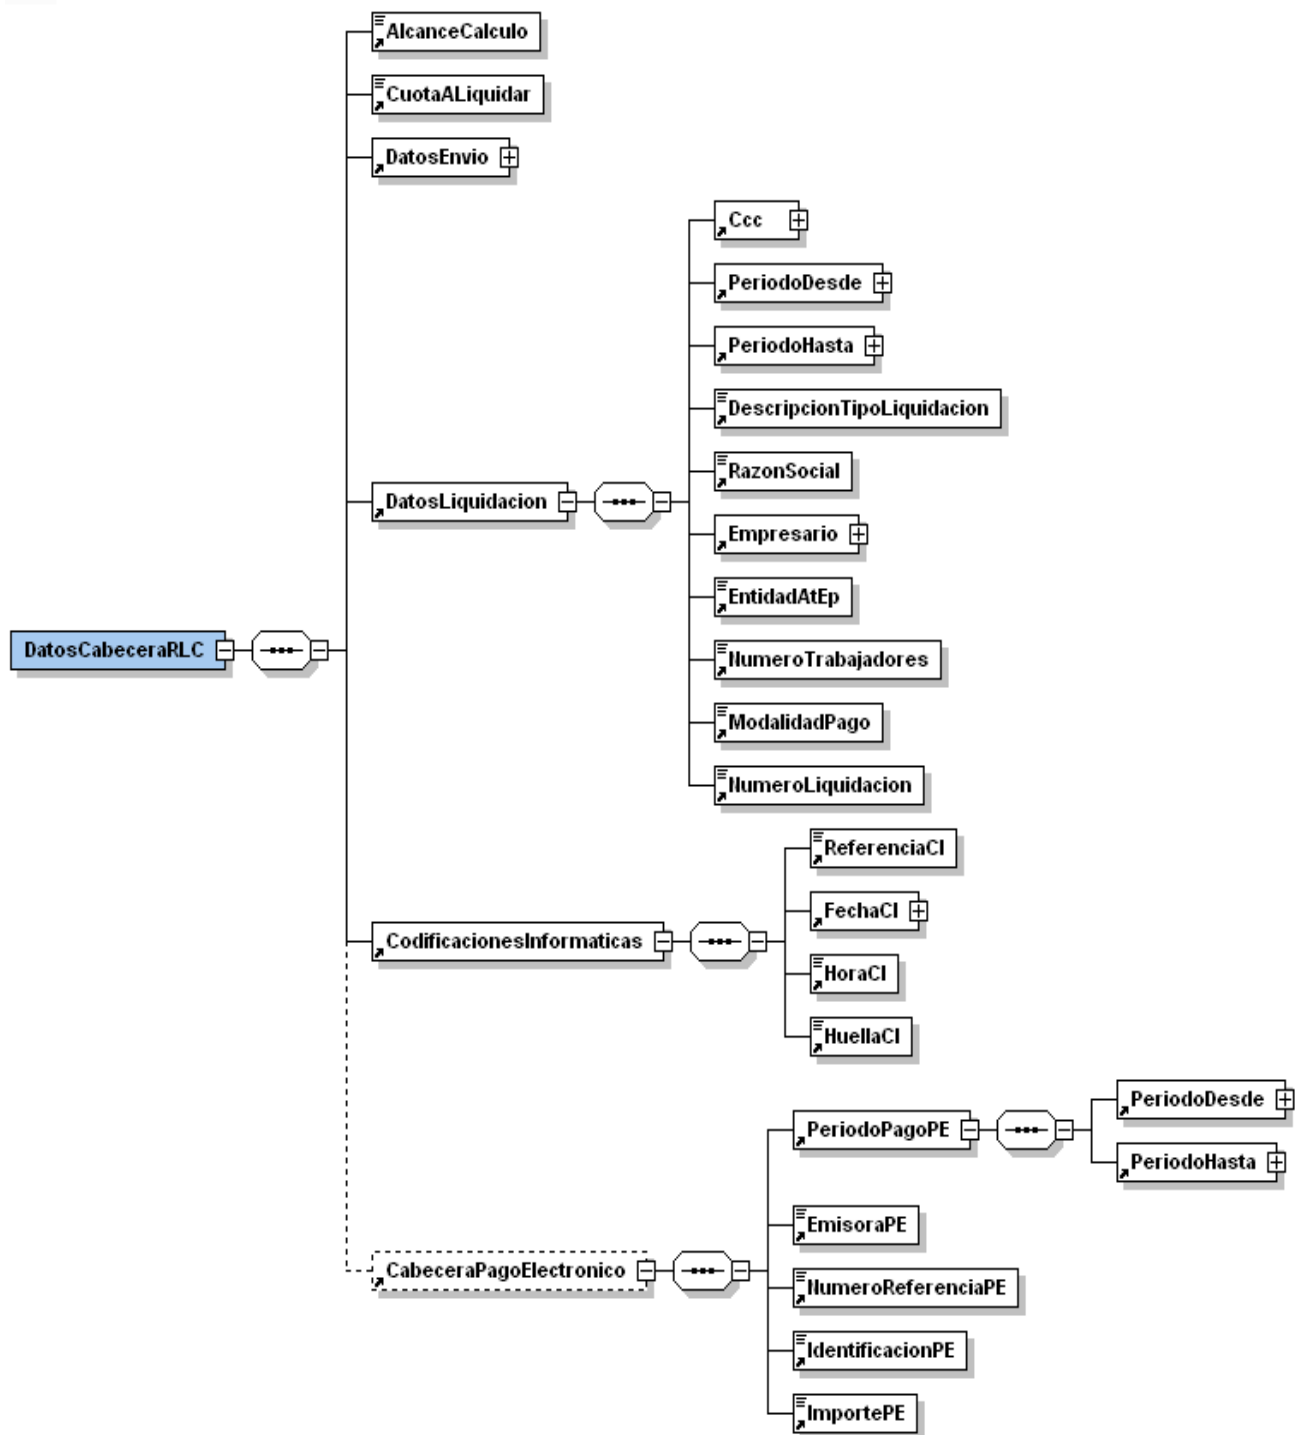 AlcanceCalculo
CuotaALiquidar
DatosEnvio
Ccc
PeriodoDesde
PeriodoHasta
DescripcionTipoLiquidacion
RazonSocial
DatosLiquidacion
Empresario
EntidadAtEp
DatosCabeceraRLC
NumeroTrabajadores
ModalidadPago
NumeroLiquidacion
ReferenciaCI
FechaCI
CodificacionesInformaticas
HoraCI
HuellaCI
PeriodoDesde
PeriodoPagoPE
PeriodoHasta
EmisoraPE
CabeceraPagoElectronico
NumeroReferenciaPE
IdentificacionPE
ImportePE